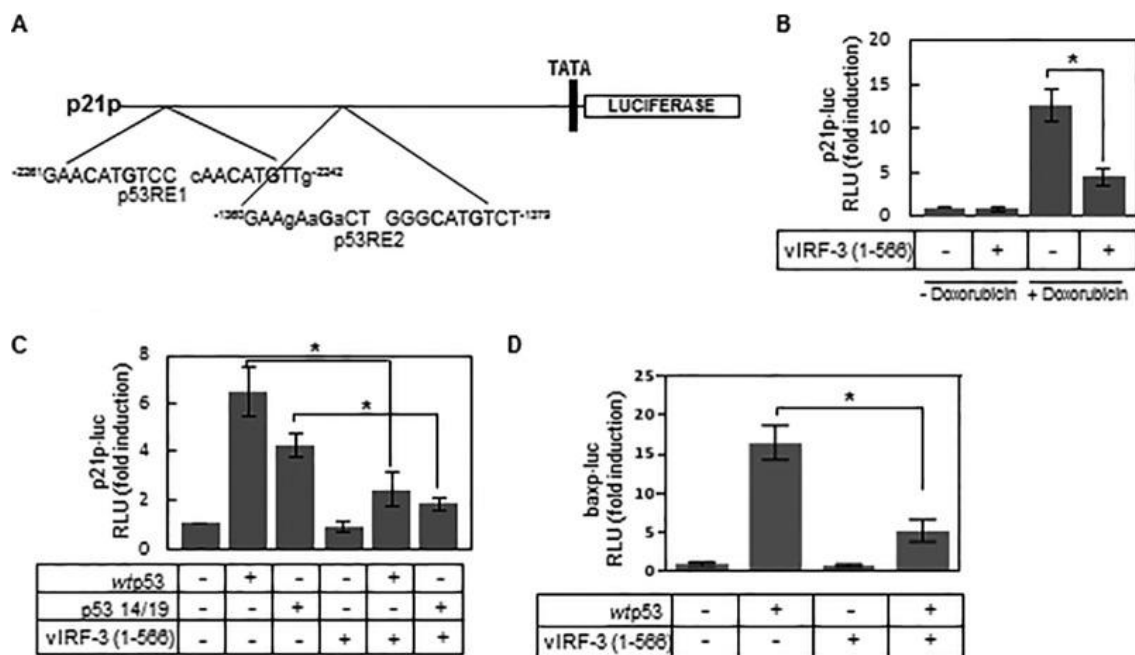 A
p21p
TATA
LUCIFERASE
-2261GAACATGTCC cAACATGTTg-2242
p53RE1
-1360GAAgAaGaCT GGGCATGTCT-1379
p53RE2
B
p21p-luc
RLU (fold induction)
20
15
10
5
0
*
vIRF-3 (1-566) - + - +
- Doxorubicin + Doxorubicin
C
p21p-luc
RLU (fold induction)
8
6
4
2
0
*
*
wtp53 - + - - + -
p53 14/19 - - + - - +
vIRF-3 (1-566) - - - + + +
D
baxp-luc
RLU (fold induction)
25
20
15
10
5
0
*
wtp53 - + - +
vIRF-3 (1-566) - - + +